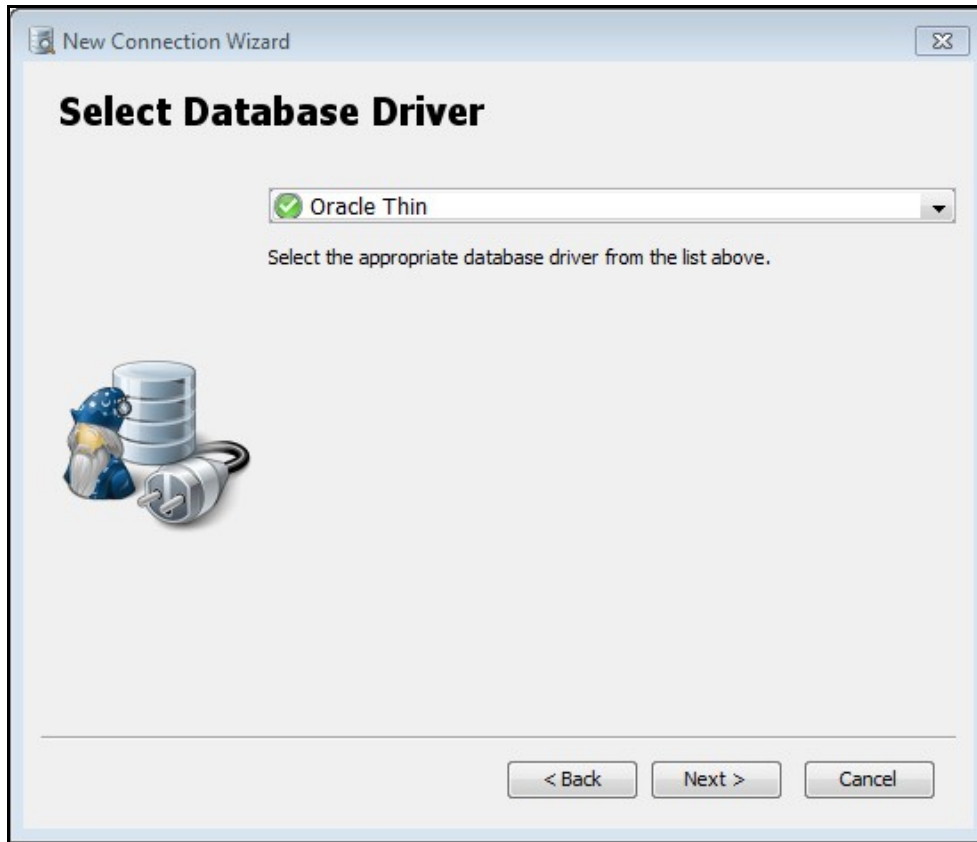 New Connection Wizard
Select Database Driver
Oracle Thin
Select the appropriate database driver from the list above.
< Back Next > Cancel